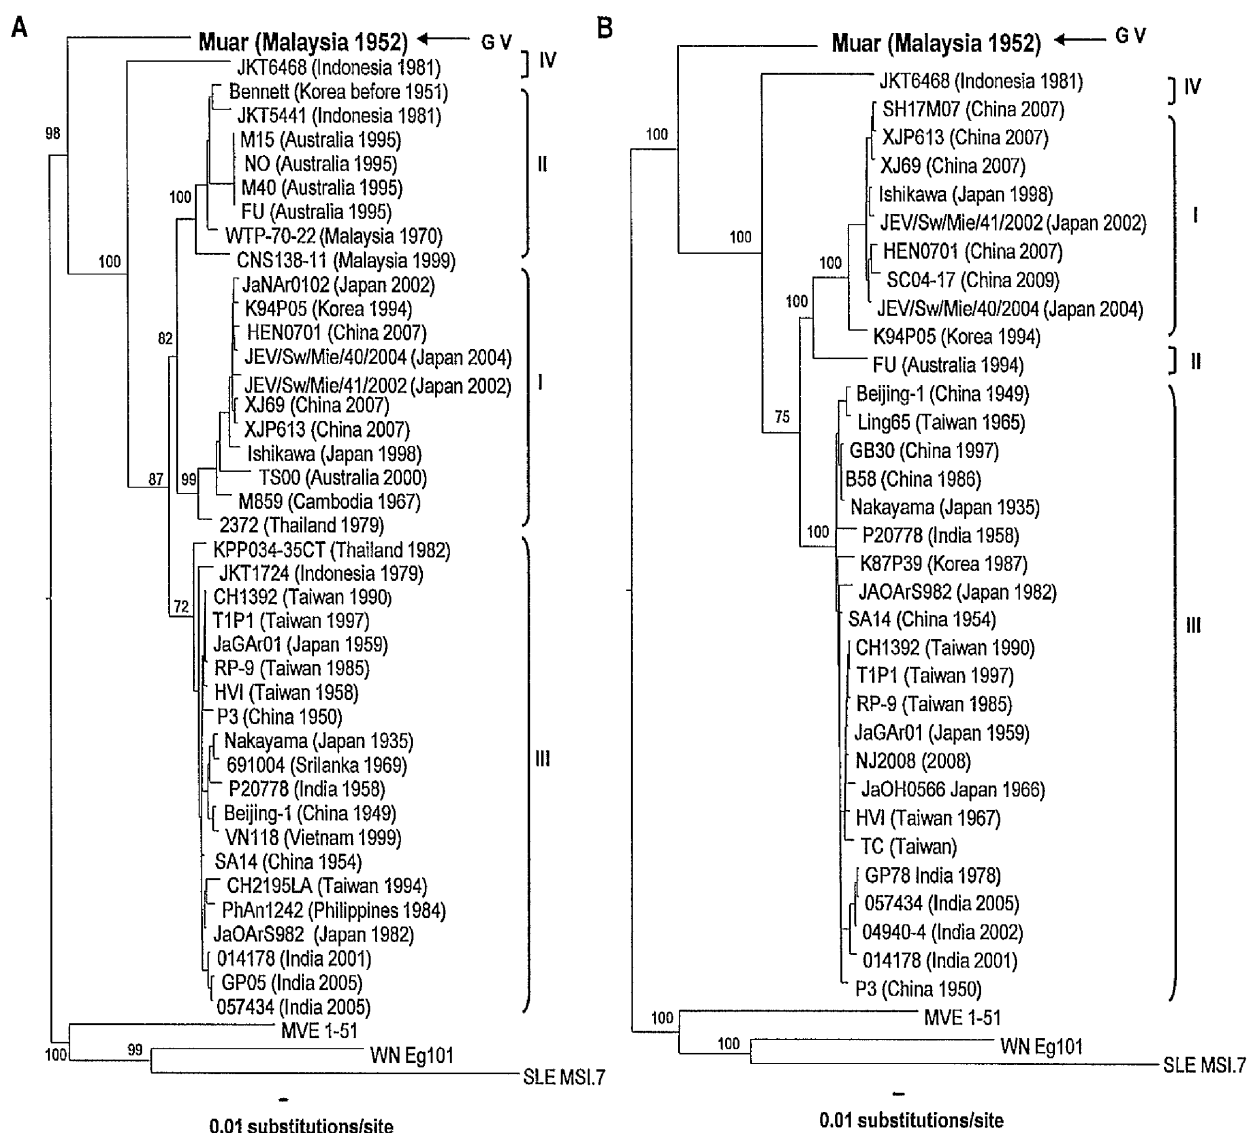 A
Muar (Malaysia 1952)
G V
JKT6468 (Indonesia 1981)
IV
Bennett (Korea before 1951)
JKT5441 (Indonesia 1981)
M15 (Australia 1995)
NO (Australia 1995)
II
M40 (Australia 1995)
FU (Australia 1995)
WTP-70-22 (Malaysia 1970)
CNS138-11 (Malaysia 1999)
JaNAr0102 (Japan 2002)
K94P05 (Korea 1994)
HEN0701 (China 2007)
JEV/Sw/Mie/40/2004 (Japan 2004)
JEV/Sw/Mie/41/2002 (Japan 2002)
I
XJ69 (China 2007)
XJP613 (China 2007)
Ishikawa (Japan 1998)
TS00 (Australia 2000)
M859 (Cambodia 1967)
2372 (Thailand 1979)
KPP034-35CT (Thailand 1982)
JKT1724 (Indonesia 1979)
CH1392 (Taiwan 1990)
T1P1 (Taiwan 1997)
JaGAr01 (Japan 1959)
RP-9 (Taiwan 1985)
HVI (Taiwan 1958)
P3 (China 1950)
Nakayama (Japan 1935)
691004 (Srilanka 1969)
III
P20778 (India 1958)
Beijing-1 (China 1949)
VN118 (Vietnam 1999)
SA14 (China 1954)
CH2195LA (Taiwan 1994)
PhAn1242 (Philippines 1984)
JaOArS982 (Japan 1982)
014178 (India 2001)
GP05 (India 2005)
057434 (India 2005)
MVE 1-51
WN Eg101
SLE MSI.7
98
100
100
82
87
99
72
100
99
0.01 substitutions/site
B
Muar (Malaysia 1952)
G V
JKT6468 (Indonesia 1981)
IV
SH17M07 (China 2007)
XJP613 (China 2007)
XJ69 (China 2007)
Ishikawa (Japan 1998)
I
JEV/Sw/Mie/41/2002 (Japan 2002)
HEN0701 (China 2007)
SC04-17 (China 2009)
JEV/Sw/Mie/40/2004 (Japan 2004)
K94P05 (Korea 1994)
FU (Australia 1994)
II
Beijing-1 (China 1949)
Ling65 (Taiwan 1965)
GB30 (China 1997)
B58 (China 1986)
Nakayama (Japan 1935)
P20778 (India 1958)
K87P39 (Korea 1987)
JAOArS982 (Japan 1982)
SA14 (China 1954)
III
CH1392 (Taiwan 1990)
T1P1 (Taiwan 1997)
RP-9 (Taiwan 1985)
JaGAr01 (Japan 1959)
NJ2008 (2008)
JaOH0566 Japan 1966)
HVI (Taiwan 1967)
TC (Taiwan)
GP78 India 1978)
057434 (India 2005)
04940-4 (India 2002)
014178 (India 2001)
P3 (China 1950)
MVE 1-51
WN Eg101
SLE MSI.7
100
100
100
100
75
100
100
100
0.01 substitutions/site